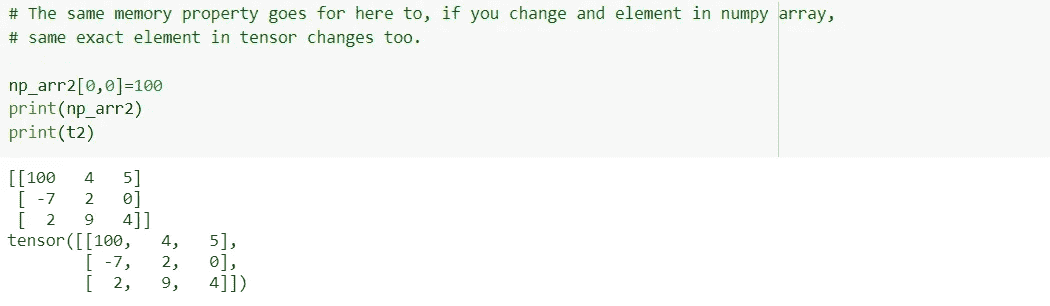 # The same memory property goes for here to, if you change and element in numpy array,
# same exact element in tensor changes too.
np_arr2[0,0]=100
print(np_arr2)
print(t2)
[[100   4   5]
 [ -7   2   0]
 [  2   9   4]]
tensor([[100,   4,   5],
        [ -7,   2,   0],
        [  2,   9,   4]])